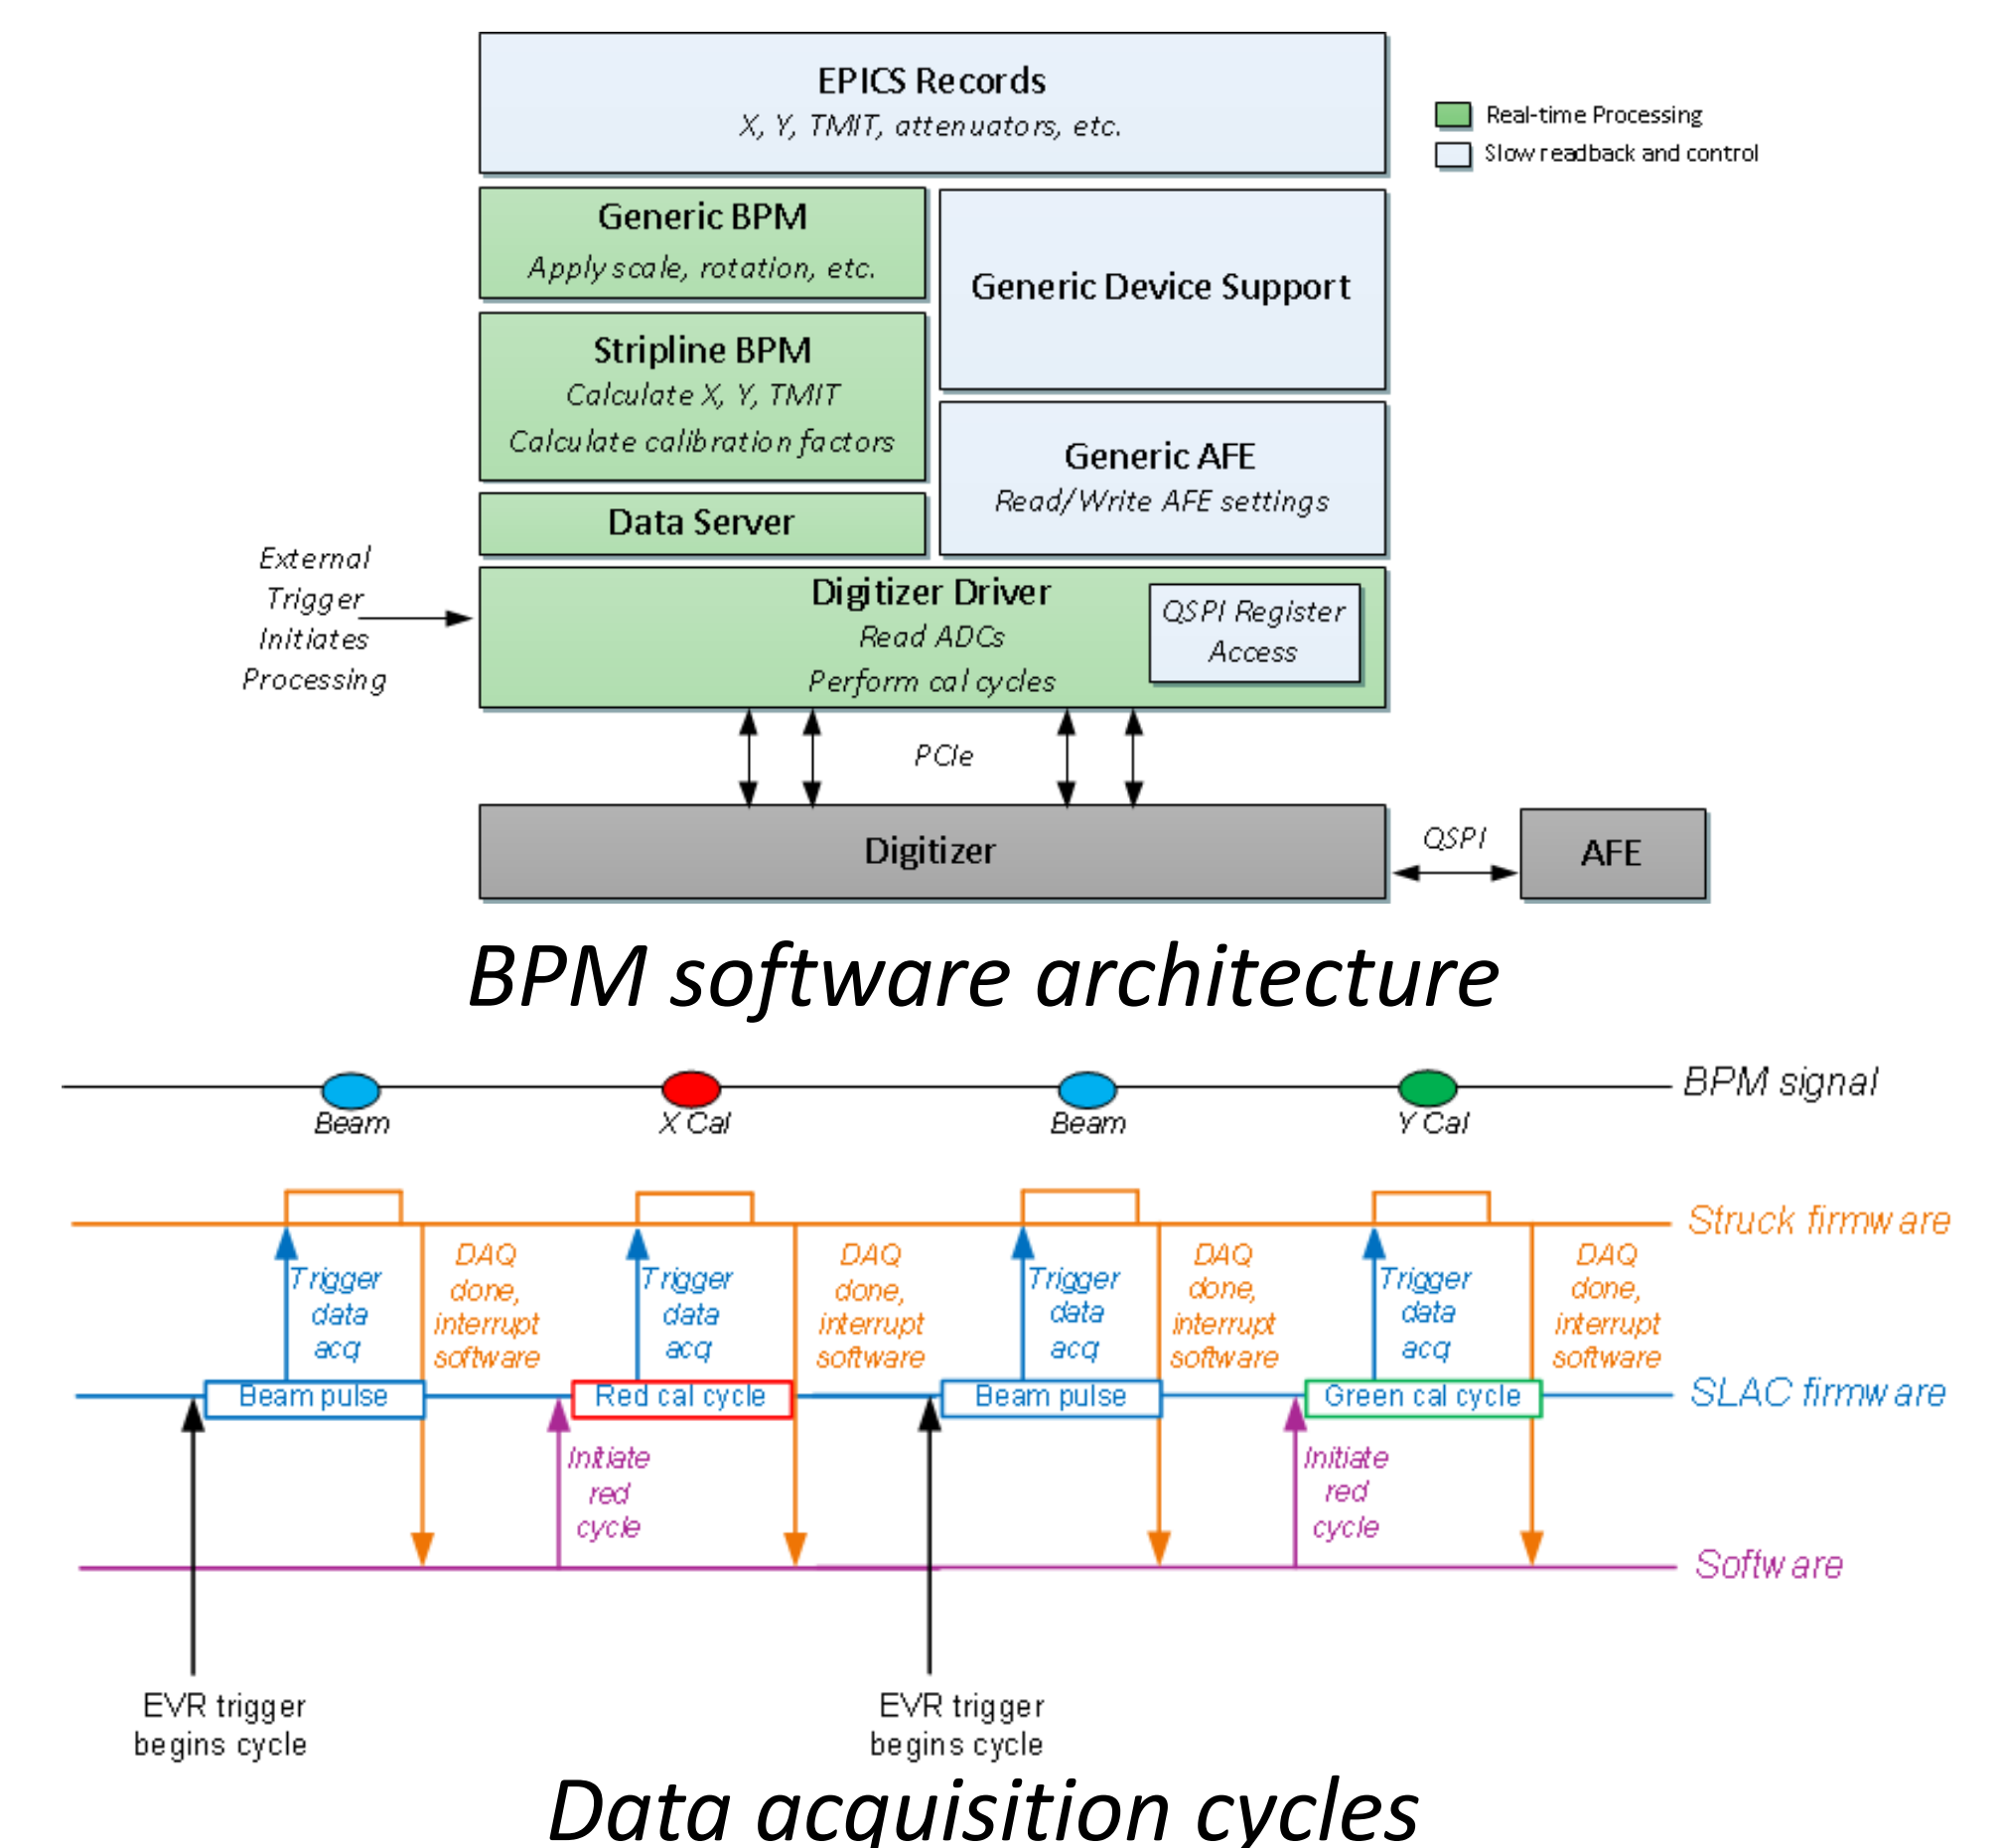 EPICS Records
X, Y, TMIT, attenuators, etc.
Real-time Processing
Slow readback and control
Generic BPM
Apply scale, rotation, etc.
Generic Device Support
Stripline BPM
Calculate X, Y, TMIT
Calculate calibration factors
Generic AFE
Read/Write AFE settings
Data Server
External
Trigger
Initiates
Processing
Digitizer Driver
Read ADCs
Perform cal cycles
QSPI Register
Access
PCIe
Digitizer
QSPI
AFE
BPM software architecture
BPM signal
Beam
X Cal
Beam
Y Cal
Struck firmware
Trigger
data
acq
DAQ
done,
interrupt
software
Trigger
data
acq
DAQ
done,
interrupt
software
Trigger
data
acq
DAQ
done,
interrupt
software
Trigger
data
acq
DAQ
done,
interrupt
software
Beam pulse
Red cal cycle
Beam pulse
Green cal cycle
SLAC firmware
Initiate
red
cycle
Initiate
red
cycle
Software
EVR trigger
begins cycle
EVR trigger
begins cycle
Data acquisition cycles